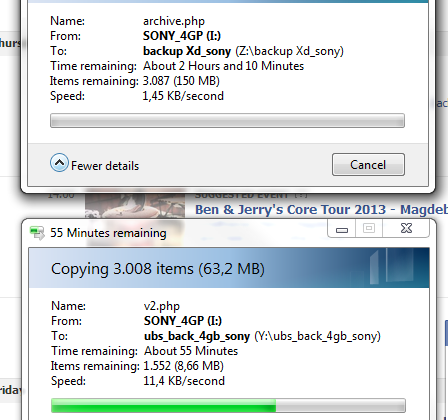 Name: archive.php
From: SONY_4GP (I:)
To: backup Xd_sony (Z:\backup Xd_sony)
Time remaining: About 2 Hours and 10 Minutes
Items remaining: 3.087 (150 MB)
Speed: 1,45 KB/second
Fewer details
Cancel
14:00
SUGGESTED EVENT
Ben & Jerry's Core Tour 2013 - Magdeb
55 Minutes remaining
Copying 3.008 items (63,2 MB)
Name: v2.php
From: SONY_4GP (I:)
To: ubs_back_4gb_sony (Y:\ubs_back_4gb_sony)
Time remaining: About 55 Minutes
Items remaining: 1.552 (8,66 MB)
Speed: 11,4 KB/second
riday